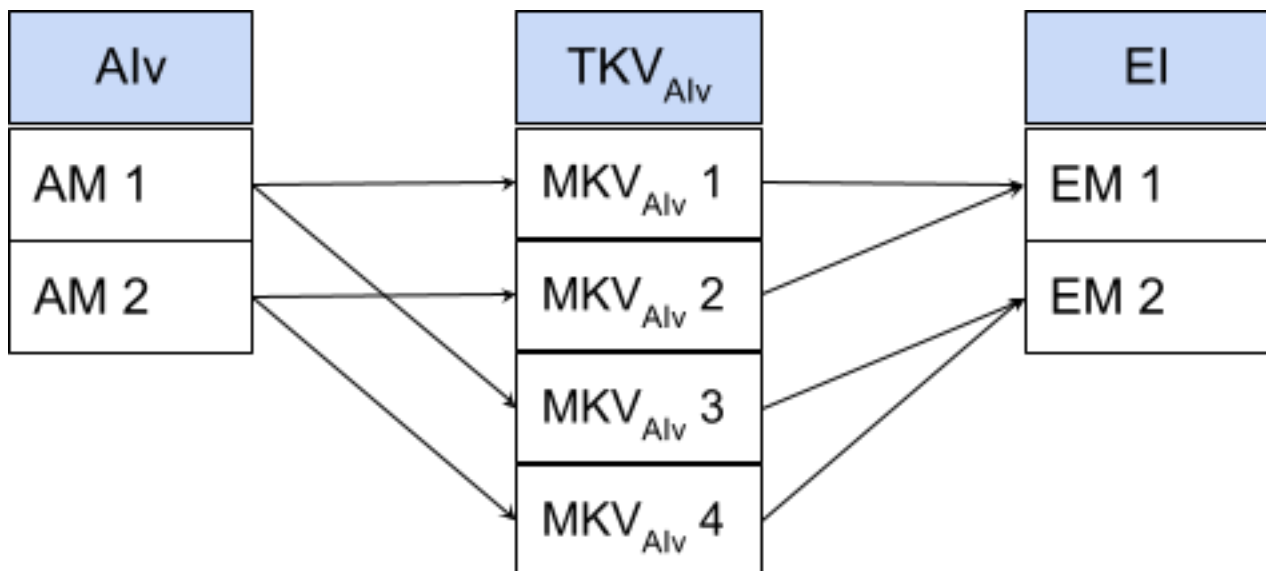 AIv
TKV_AIv
EI
AM 1
MKV_AIv 1
EM 1
AM 2
MKV_AIv 2
EM 2
MKV_AIv 3
MKV_AIv 4